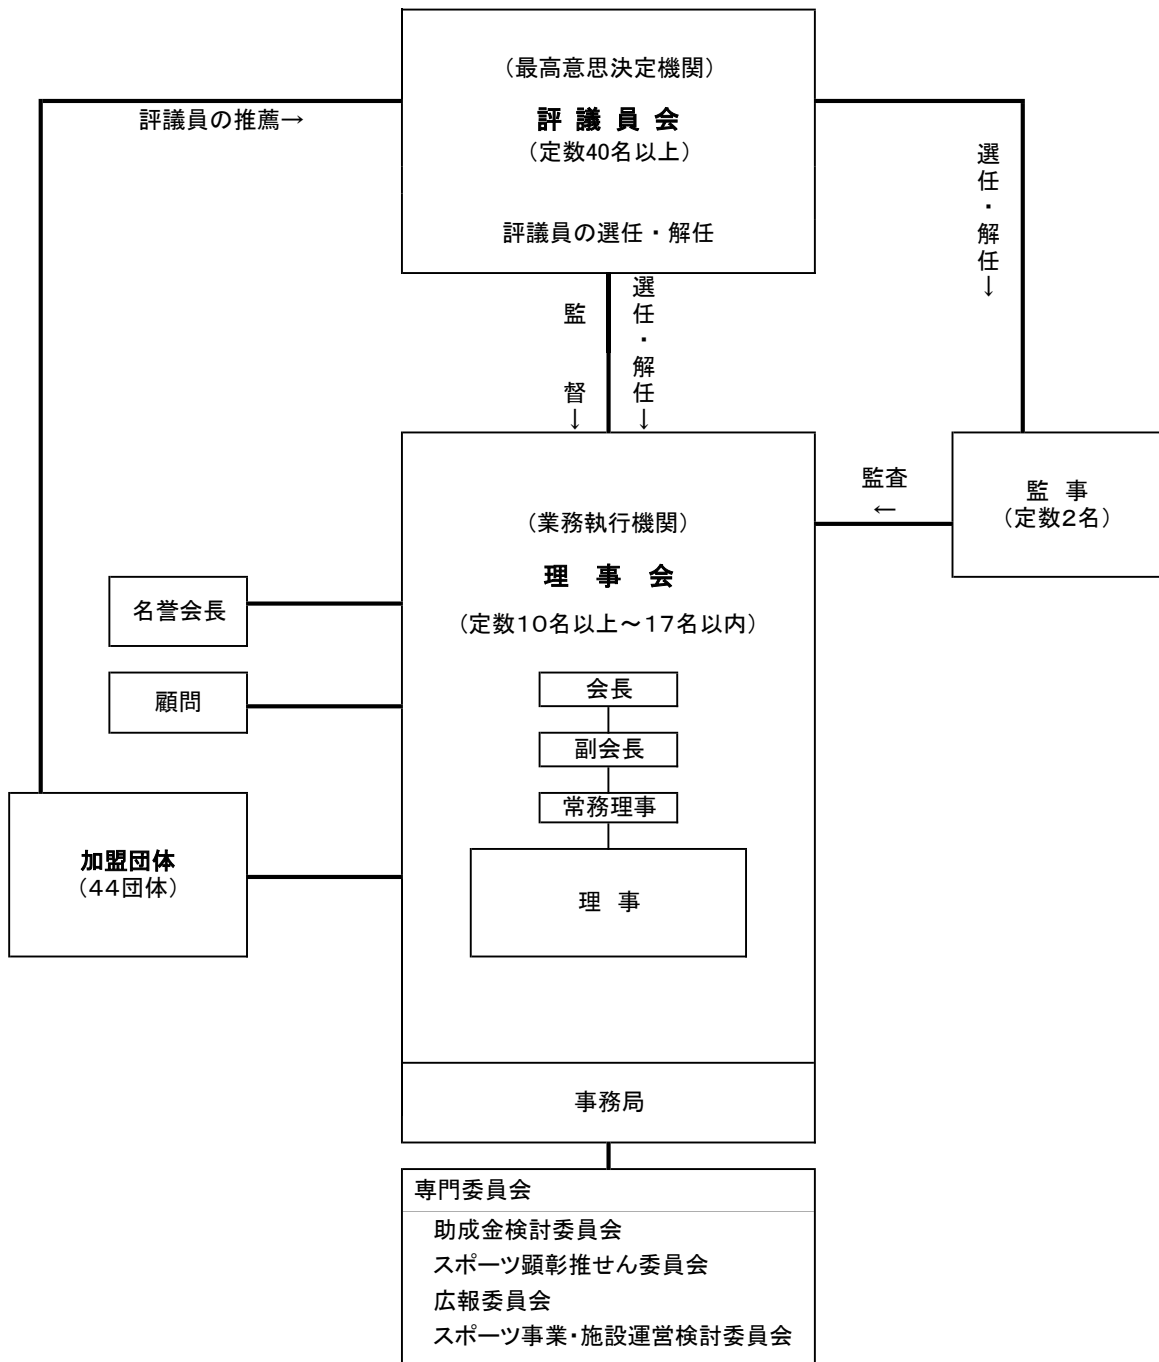 (最高意思決定機関)
評議員会
(定数40名以上)
評議員の選任・解任
評議員の推薦→
選任・解任↓
監督↓
選任・解任↓
(業務執行機関)
理事会
(定数10名以上～17名以内)
会長
副会長
常務理事
理事
監査
←
監事
(定数2名)
名誉会長
顧問
加盟団体
(44団体)
事務局
専門委員会
助成金検討委員会
スポーツ顕彰推せん委員会
広報委員会
スポーツ事業・施設運営検討委員会